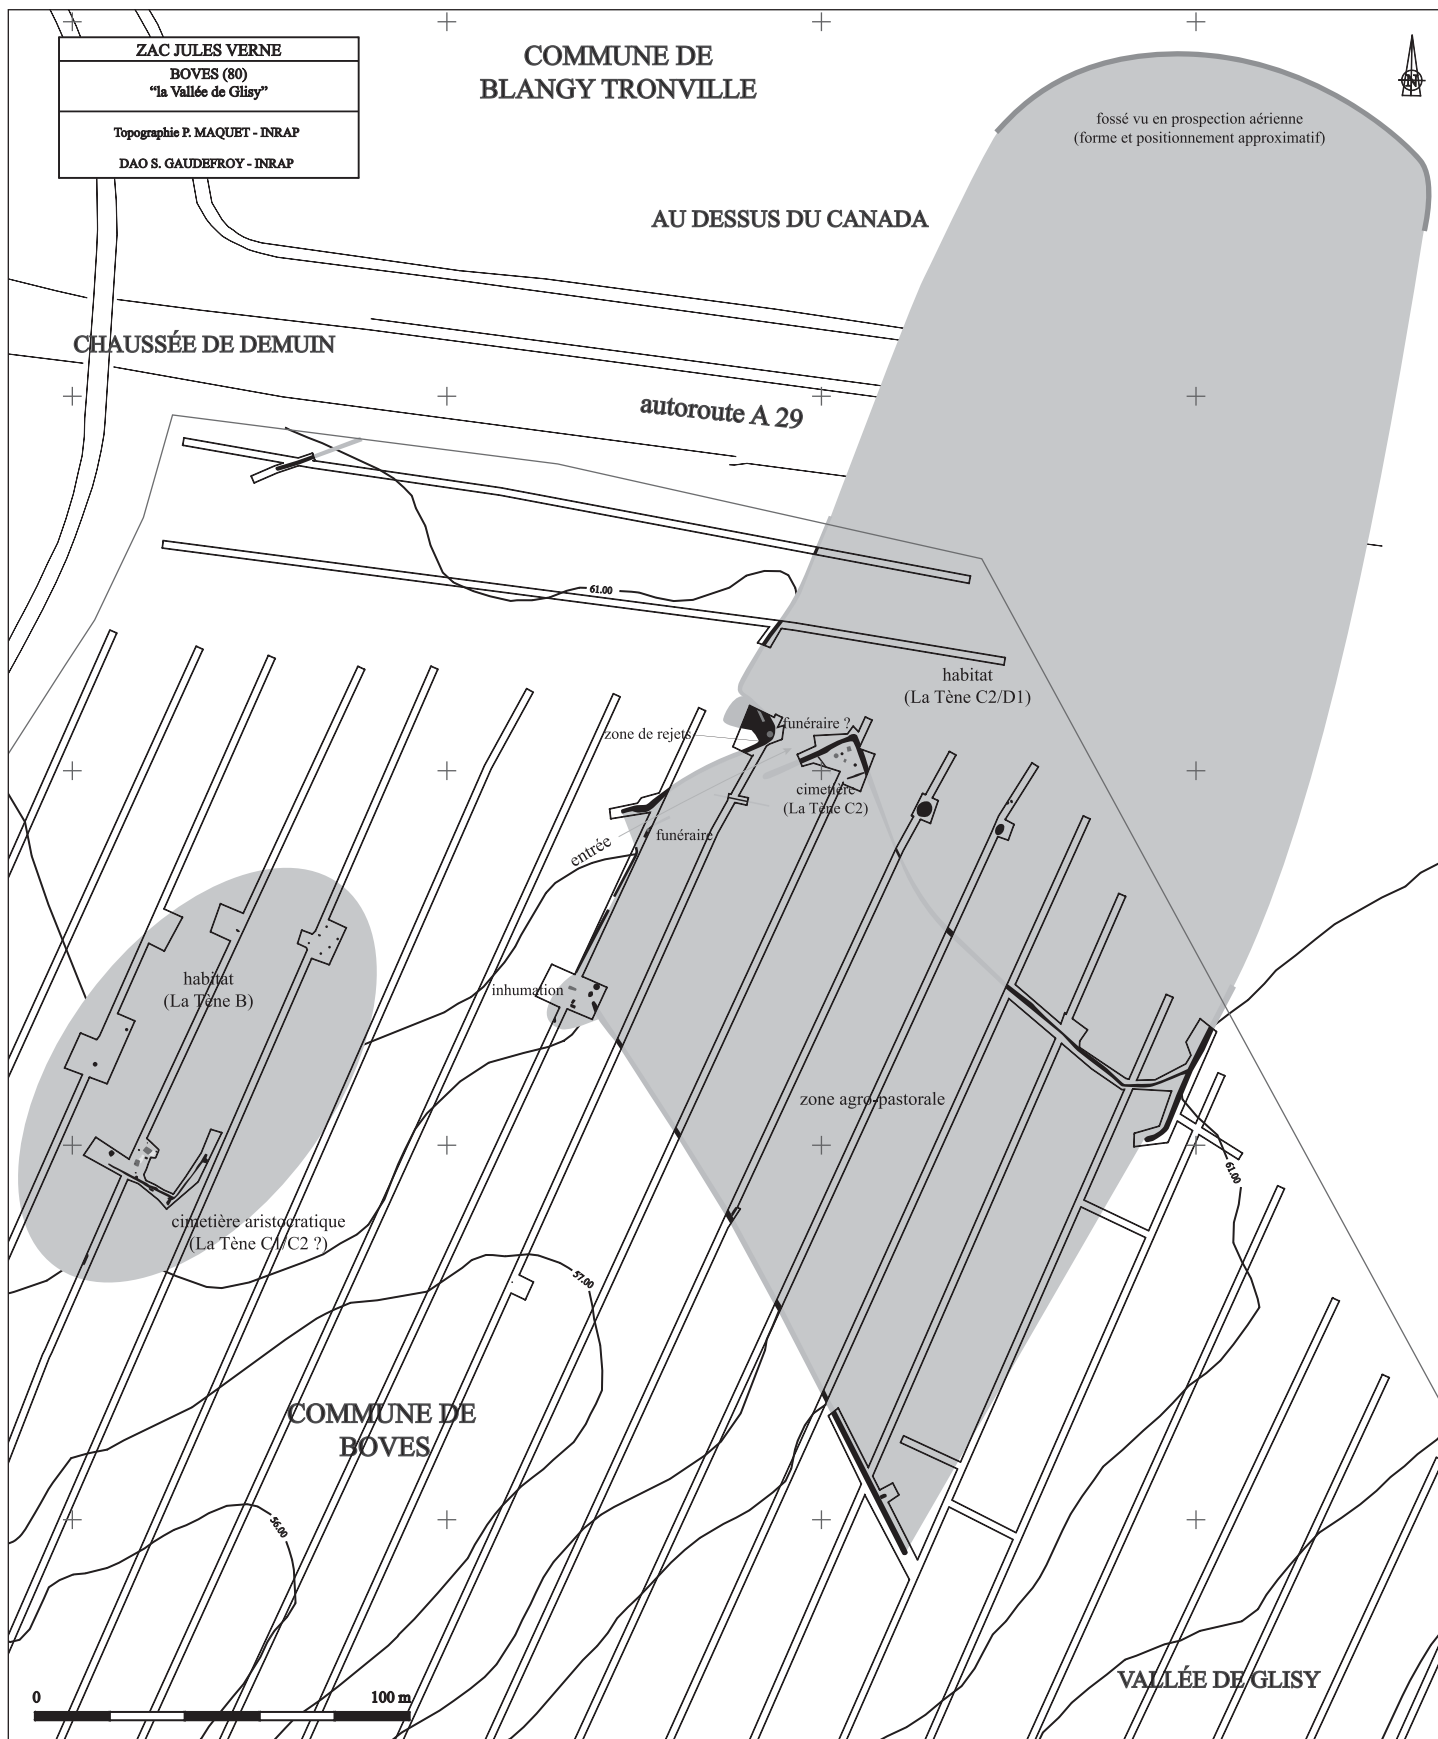 ZAC JULES VERNE
BOVES (80)
“la Vallée de Glisy”
Topographie P. MAQUET - INRAP
DAO S. GAUDEFROY - INRAP
COMMUNE DE
BLANGY TRONVILLE
N
fossé vu en prospection aérienne
(forme et positionnement approximatif)
AU DESSUS DU CANADA
CHAUSSÉE DE DEMUIN
autoroute A 29
61.00
habitat
(La Tène C2/D1)
funéraire ?
zone de rejets
cimetière
(La Tène C2)
funéraire
entrée
habitat
(La Tène B)
inhumation
zone agro-pastorale
61.00
cimetière aristocratique
(La Tène C1/C2 ?)
57.00
COMMUNE DE
BOVES
56.00
VALLÉE DE GLISY
0
100 m